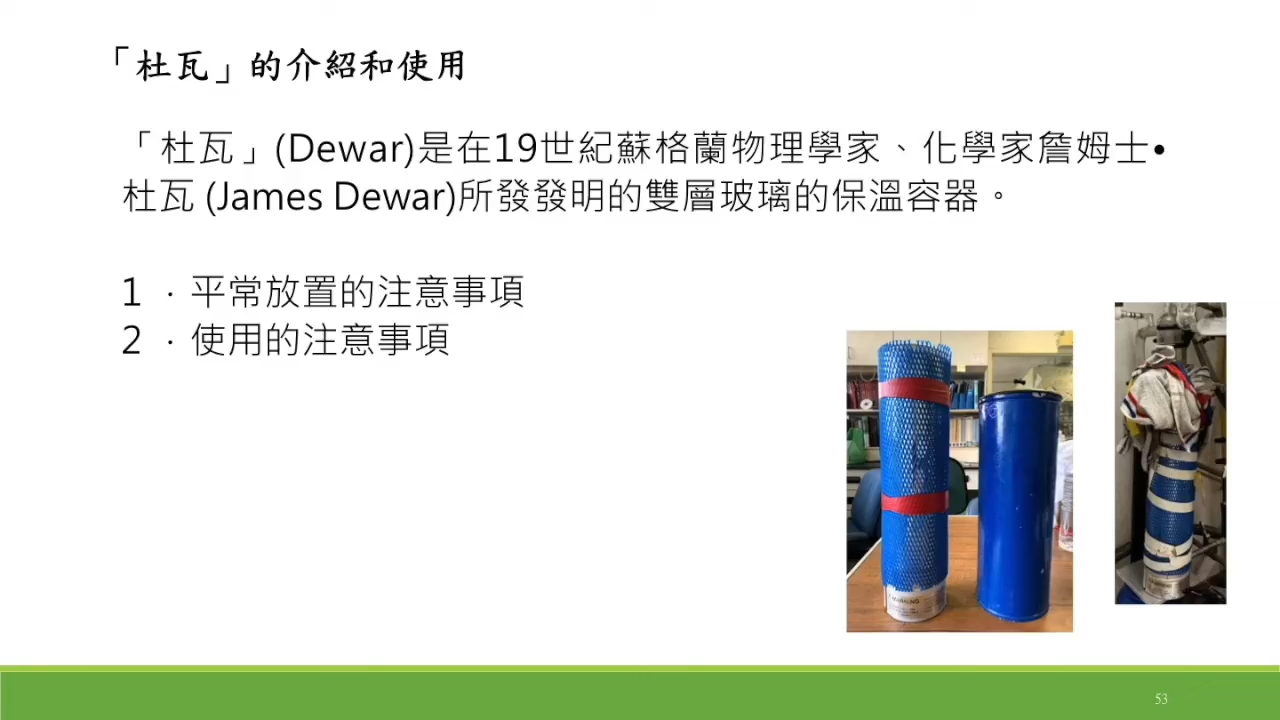 「杜瓦」的介紹和使用
「杜瓦」(Dewar)是在19世紀蘇格蘭物理學家、化學家詹姆士•
杜瓦 (James Dewar)所發發明的雙層玻璃的保溫容器。
1 ．平常放置的注意事項
2 ．使用的注意事項
WARNING
53